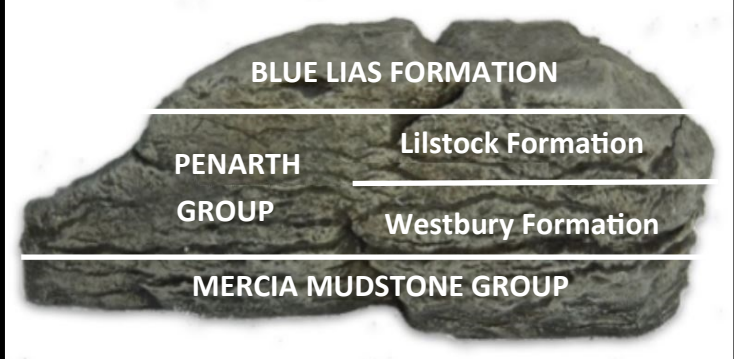 BLUE LIAS FORMATION
Lilstock Formation
PENARTH
GROUP
Westbury Formation
MERCIA MUDSTONE GROUP